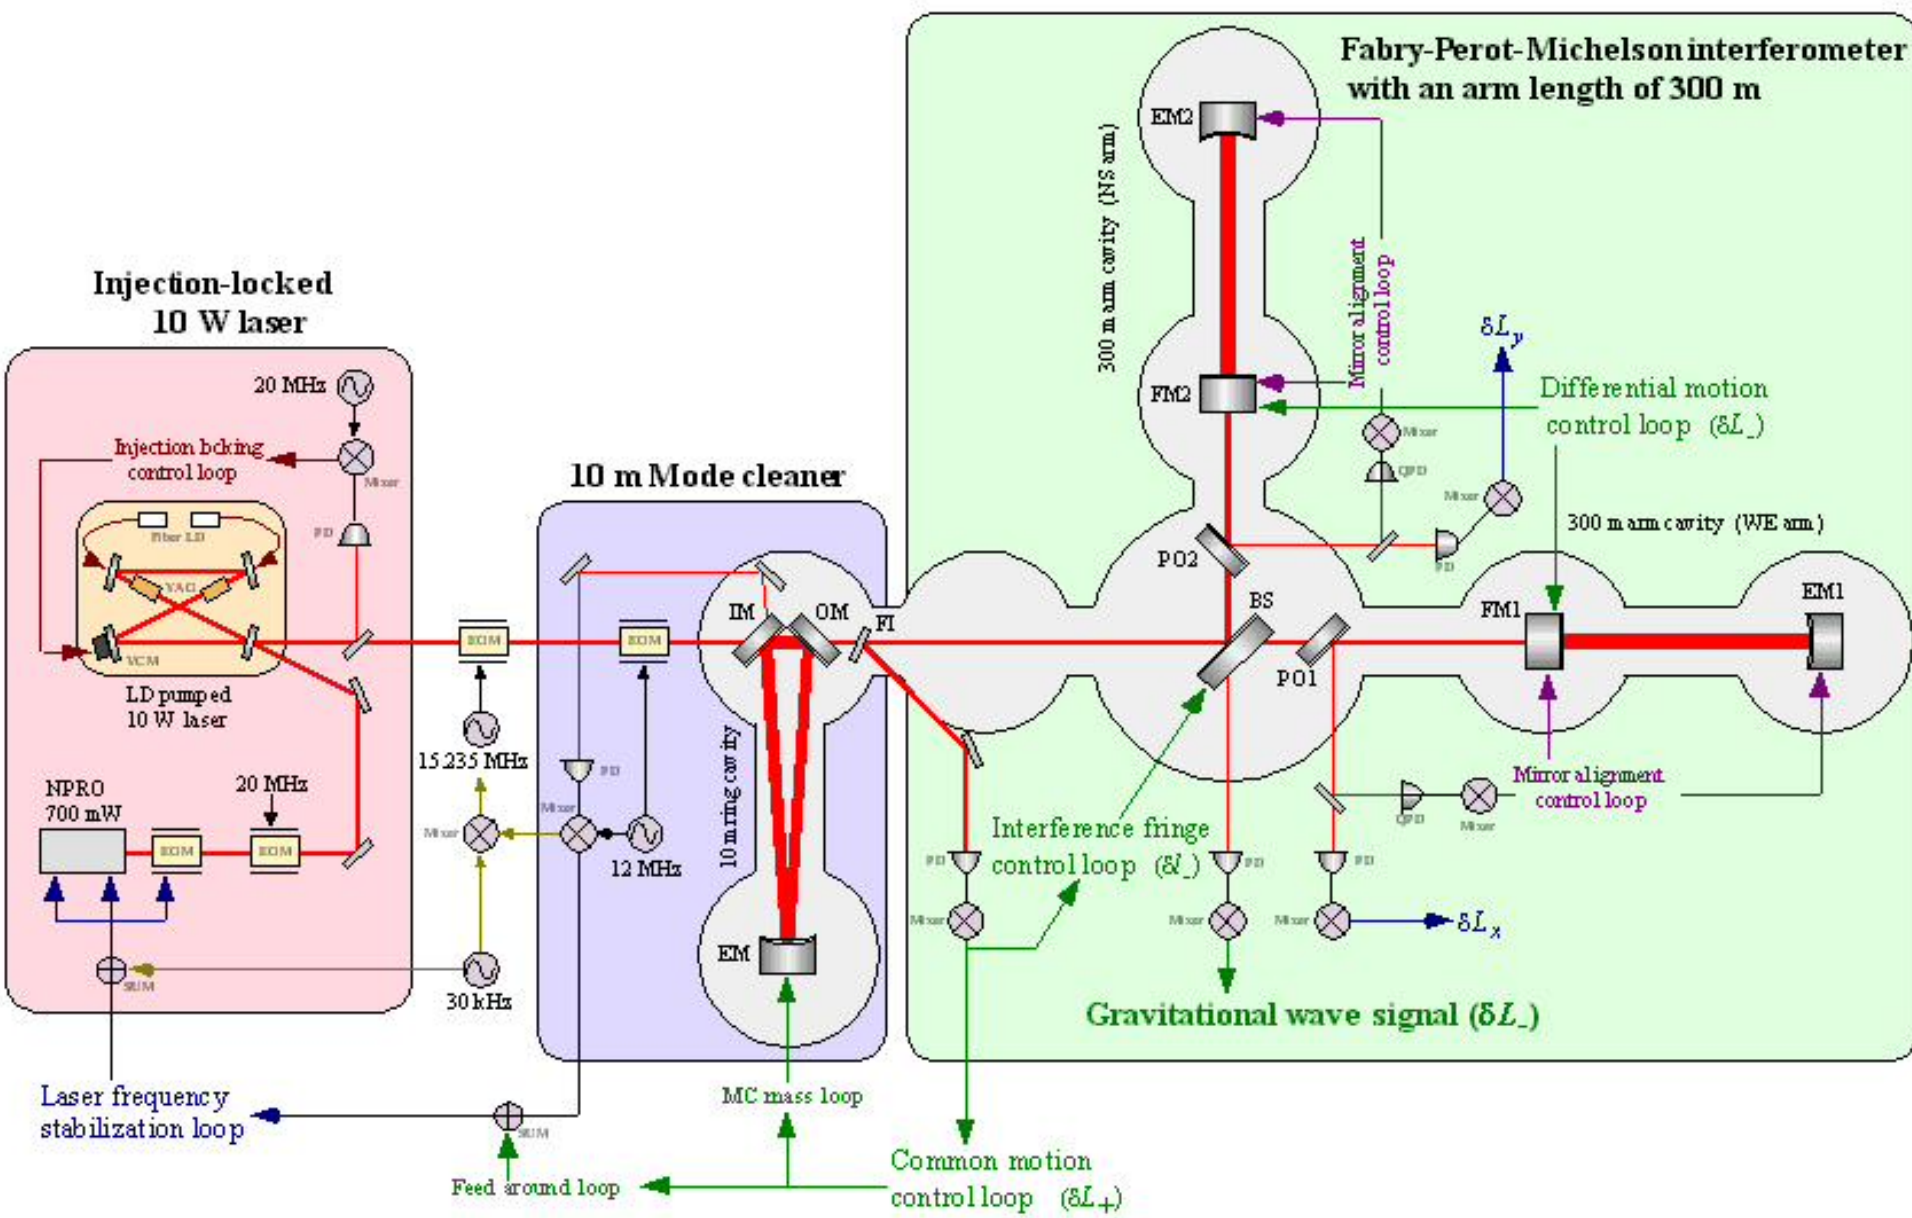 Fabry-Perot-Michelson interferometer
with an arm length of 300 m
EM2
300 m arm cavity (NS arm)
Mirror alignment
control loop
FM2
δLy
Differential motion
control loop (δL-)
Mixer
QPD
Mixer
PD
300 m arm cavity (WE arm)
PO2
BS
PO1
FM1
EM1
Mirror alignment
control loop
QPD
Mixer
PD
Mixer
δLx
PD
Mixer
Gravitational wave signal (δL-)
Interference fringe
control loop (δl-)
PD
Mixer
Injection-locked
10 W laser
20 MHz
Injection locking
control loop
Mixer
PD
Fiber LD
YAG
VCM
LD pumped
10 W laser
NPRO
700 mW
20 MHz
EOM
EOM
SUM
EOM
15.235 MHz
Mixer
30 kHz
10 m Mode cleaner
EOM
IM
OM
FI
PD
Mixer
12 MHz
10 m ring cavity
EM
MC mass loop
Laser frequency
stabilization loop
SUM
Feed around loop
Common motion
control loop (δL+)